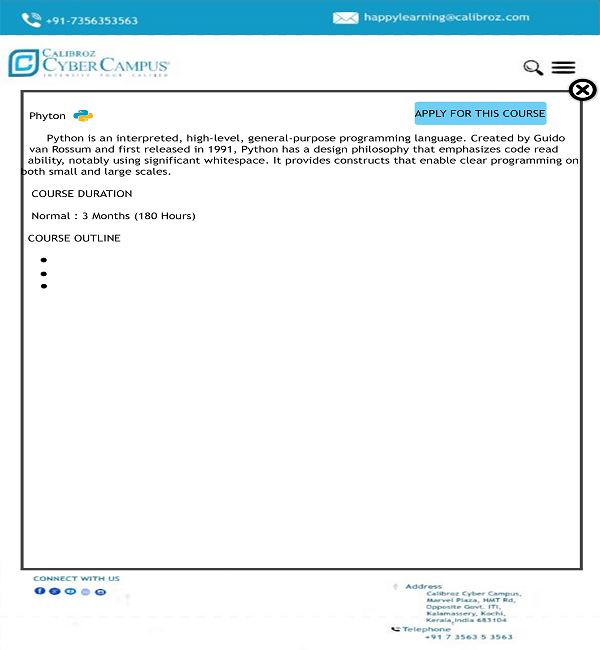 +91-7356353563
happylearning@calibroz.com
CALIBROZ
CYBERCAMPUS
INTENSIFY YOUR CALIBER
Phyton
APPLY FOR THIS COURSE
Python is an interpreted, high-level, general-purpose programming language. Created by Guido
van Rossum and first released in 1991, Python has a design philosophy that emphasizes code read
ability, notably using significant whitespace. It provides constructs that enable clear programming on
both small and large scales.
COURSE DURATION
Normal : 3 Months (180 Hours)
COURSE OUTLINE
CONNECT WITH US
Address
Calibroz Cyber Campus,
Marvel Plaza, HMT Rd,
Opposite Govt. ITI,
Kalamassery, Kochi,
Kerala,India 683104
Telephone
+91 7 3563 5 3563